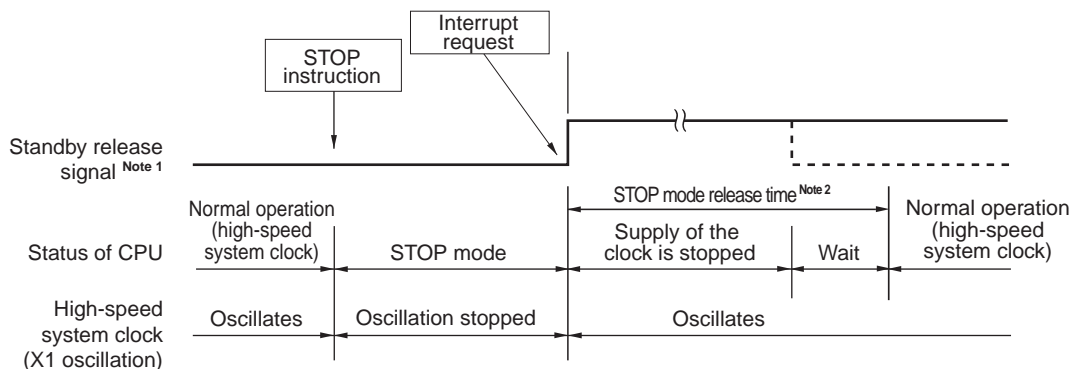 Interrupt
request
STOP
instruction
Standby release
signal Note 1
STOP mode release time Note 2
Status of CPU
Normal operation
(high-speed
system clock)
STOP mode
Supply of the
clock is stopped
Wait
Normal operation
(high-speed
system clock)
High-speed
system clock
(X1 oscillation)
Oscillates
Oscillation stopped
Oscillates